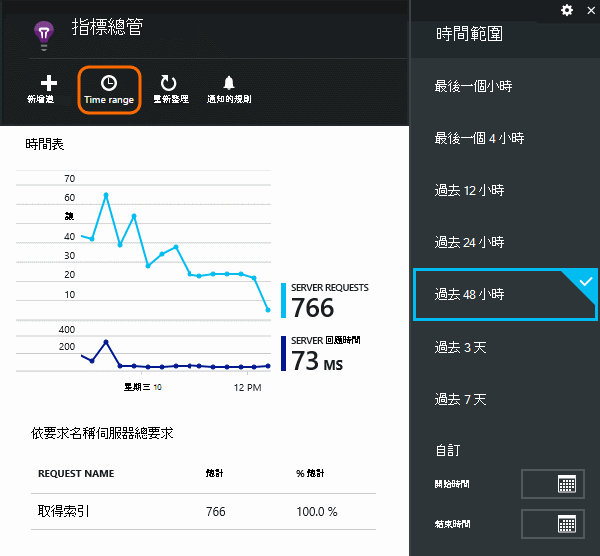 指標總管
新增邊
Time range
重新整理
通知的規則
時間表
70
60
讓
40
30
20
10
SERVER REQUESTS
766
400
200
SERVER 回應時間
73 MS
星期三 10
12 PM
依要求名稱伺服器總要求
REQUEST NAME 總計 % 總計
取得索引 766 100.0 %
時間範圍
最後一個小時
最後一個 4 小時
過去 12 小時
過去 24 小時
過去 48 小時
過去 3 天
過去 7 天
自訂
開始時間
結束時間